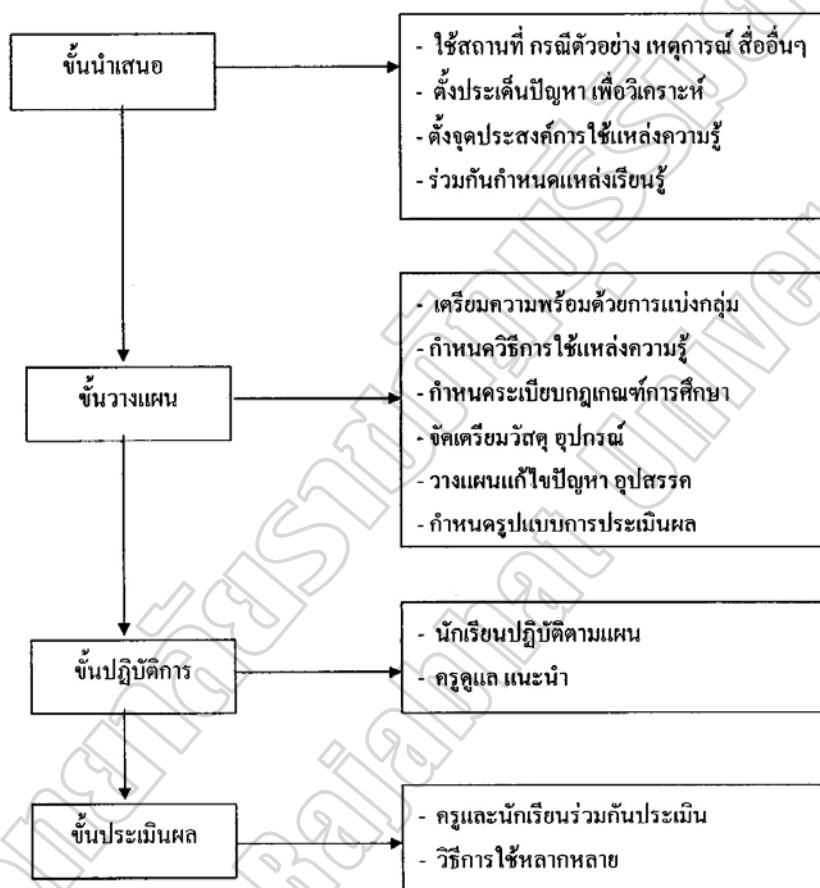 ขั้นนำเสนอ
- ใช้สถานที่ กรณีตัวอย่าง เหตุการณ์ สื่ออื่นๆ
- ตั้งประเด็นปัญหา เพื่อวิเคราะห์
- ตั้งจุดประสงค์การใช้แหล่งความรู้
- ร่วมกันกำหนดแหล่งเรียนรู้
ขั้นวางแผน
- เตรียมความพร้อมด้วยการแบ่งกลุ่ม
- กำหนดวิธีการใช้แหล่งความรู้
- กำหนดระเบียบกฎเกณฑ์การศึกษา
- จัดเตรียมวัสดุ อุปกรณ์
- วางแผนแก้ไขปัญหา อุปสรรค
- กำหนดรูปแบบการประเมินผล
ขั้นปฏิบัติการ
- นักเรียนปฏิบัติตามแผน
- ครูดูแล แนะนำ
ขั้นประเมินผล
- ครูและนักเรียนร่วมกันประเมิน
- วิธีการใช้หลากหลาย
Rajabhat Univer